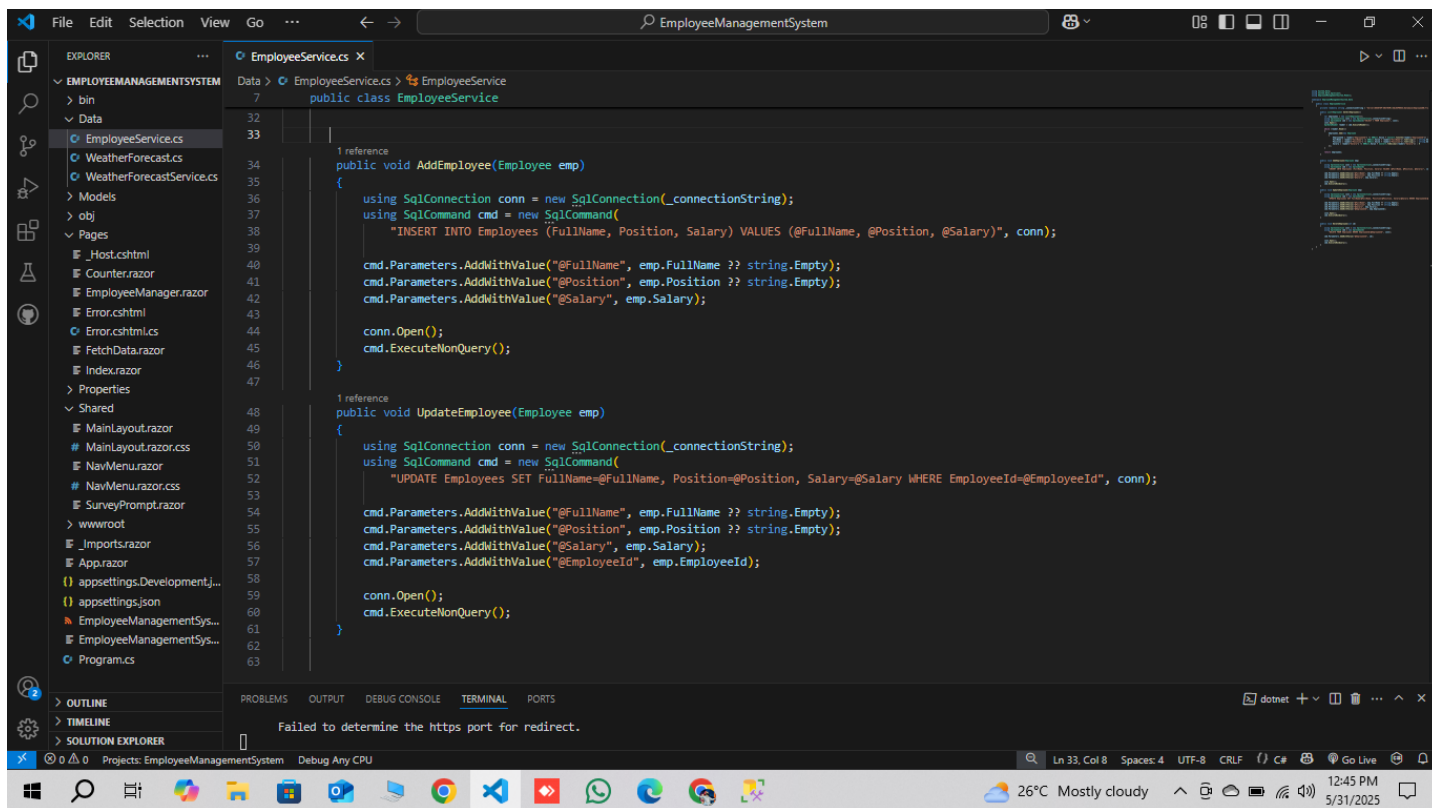 File Edit Selection View Go ··· EmployeeManagementSystem
EXPLORER ···
EMPLOYEEMANAGEMENTSYSTEM
bin
Data
EmployeeService.cs
WeatherForecast.cs
WeatherForecastService.cs
Models
obj
Pages
_Host.cshtml
Counter.razor
EmployeeManager.razor
Error.cshtml
Error.cshtml.cs
FetchData.razor
Index.razor
Properties
Shared
MainLayout.razor
MainLayout.razor.css
NavMenu.razor
NavMenu.razor.css
SurveyPrompt.razor
wwwroot
_Imports.razor
App.razor
appsettings.Development.j...
appsettings.json
EmployeeManagementSys...
EmployeeManagementSys...
Program.cs
OUTLINE
TIMELINE
SOLUTION EXPLORER
EmployeeService.cs
Data > EmployeeService.cs > EmployeeService
7 public class EmployeeService
32
33
1 reference
34 public void AddEmployee(Employee emp)
35 {
36 using SqlConnection conn = new SqlConnection(_connectionString);
37 using SqlCommand cmd = new SqlCommand(
38 "INSERT INTO Employees (FullName, Position, Salary) VALUES (@FullName, @Position, @Salary)", conn);
39
40 cmd.Parameters.AddWithValue("@FullName", emp.FullName ?? string.Empty);
41 cmd.Parameters.AddWithValue("@Position", emp.Position ?? string.Empty);
42 cmd.Parameters.AddWithValue("@Salary", emp.Salary);
43
44 conn.Open();
45 cmd.ExecuteNonQuery();
46 }
47
1 reference
48 public void UpdateEmployee(Employee emp)
49 {
50 using SqlConnection conn = new SqlConnection(_connectionString);
51 using SqlCommand cmd = new SqlCommand(
52 "UPDATE Employees SET FullName=@FullName, Position=@Position, Salary=@Salary WHERE EmployeeId=@EmployeeId", conn);
53
54 cmd.Parameters.AddWithValue("@FullName", emp.FullName ?? string.Empty);
55 cmd.Parameters.AddWithValue("@Position", emp.Position ?? string.Empty);
56 cmd.Parameters.AddWithValue("@Salary", emp.Salary);
57 cmd.Parameters.AddWithValue("@EmployeeId", emp.EmployeeId);
58
59 conn.Open();
60 cmd.ExecuteNonQuery();
61 }
62
63
PROBLEMS OUTPUT DEBUG CONSOLE TERMINAL PORTS
dotnet
Failed to determine the https port for redirect.
2
0 0 Projects: EmployeeManagementSystem Debug Any CPU
Ln 33, Col 8 Spaces: 4 UTF-8 CRLF {} C# Go Live
26°C Mostly cloudy
12:45 PM
5/31/2025